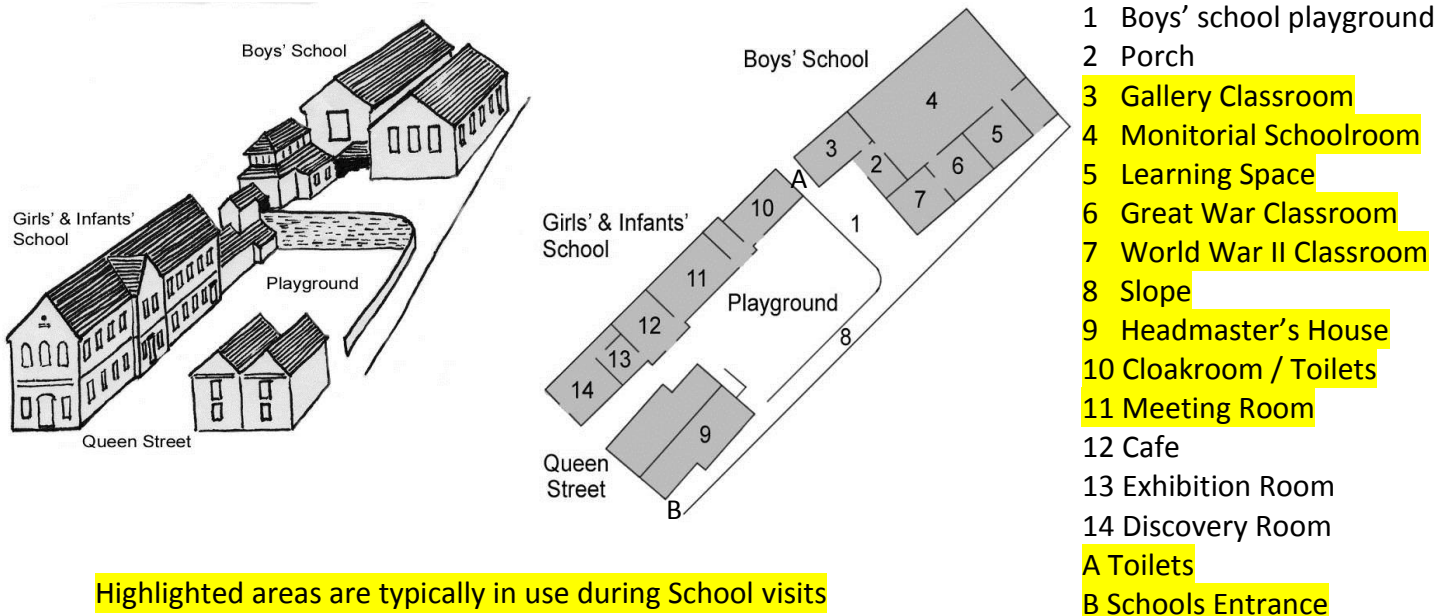 Boys' School
Girls' & Infants'
School
Playground
Queen Street
Boys' School
4
3
5
2
6
A
7
10
1
Girls' & Infants'
School
11
Playground
12
8
13
14
9
Queen
Street
B
1 Boys' school playground
2 Porch
3 Gallery Classroom
4 Monitorial Schoolroom
5 Learning Space
6 Great War Classroom
7 World War II Classroom
8 Slope
9 Headmaster's House
10 Cloakroom / Toilets
11 Meeting Room
12 Cafe
13 Exhibition Room
14 Discovery Room
A Toilets
B Schools Entrance
Highlighted areas are typically in use during School visits